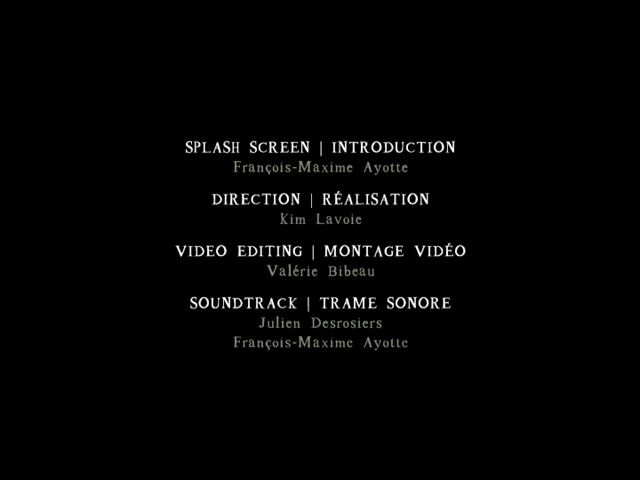 SPLASH SCREEN | INTRODUCTION
François-Maxime Ayotte
DIRECTION | RÉALISATION
Kim Lavoie
VIDEO EDITING | MONTAGE VIDÉO
Valérie Bibeau
SOUNDTRACK | TRAME SONORE
Julien Desrosiers
François-Maxime Ayotte